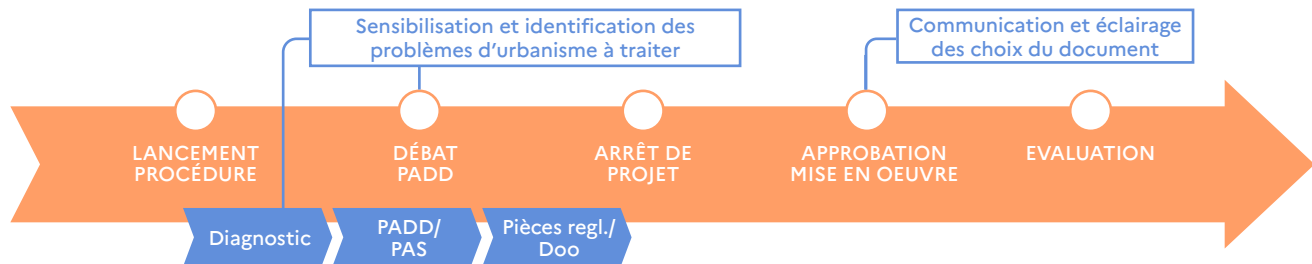 Sensibilisation et identification des
problèmes d'urbanisme à traiter
Communication et éclairage
des choix du document
LANCEMENT
PROCÉDURE
DÉBAT
PADD
ARRÊT DE
PROJET
APPROBATION
MISE EN OEUVRE
EVALUATION
Diagnostic
PADD/
PAS
Pièces regl./
Doo